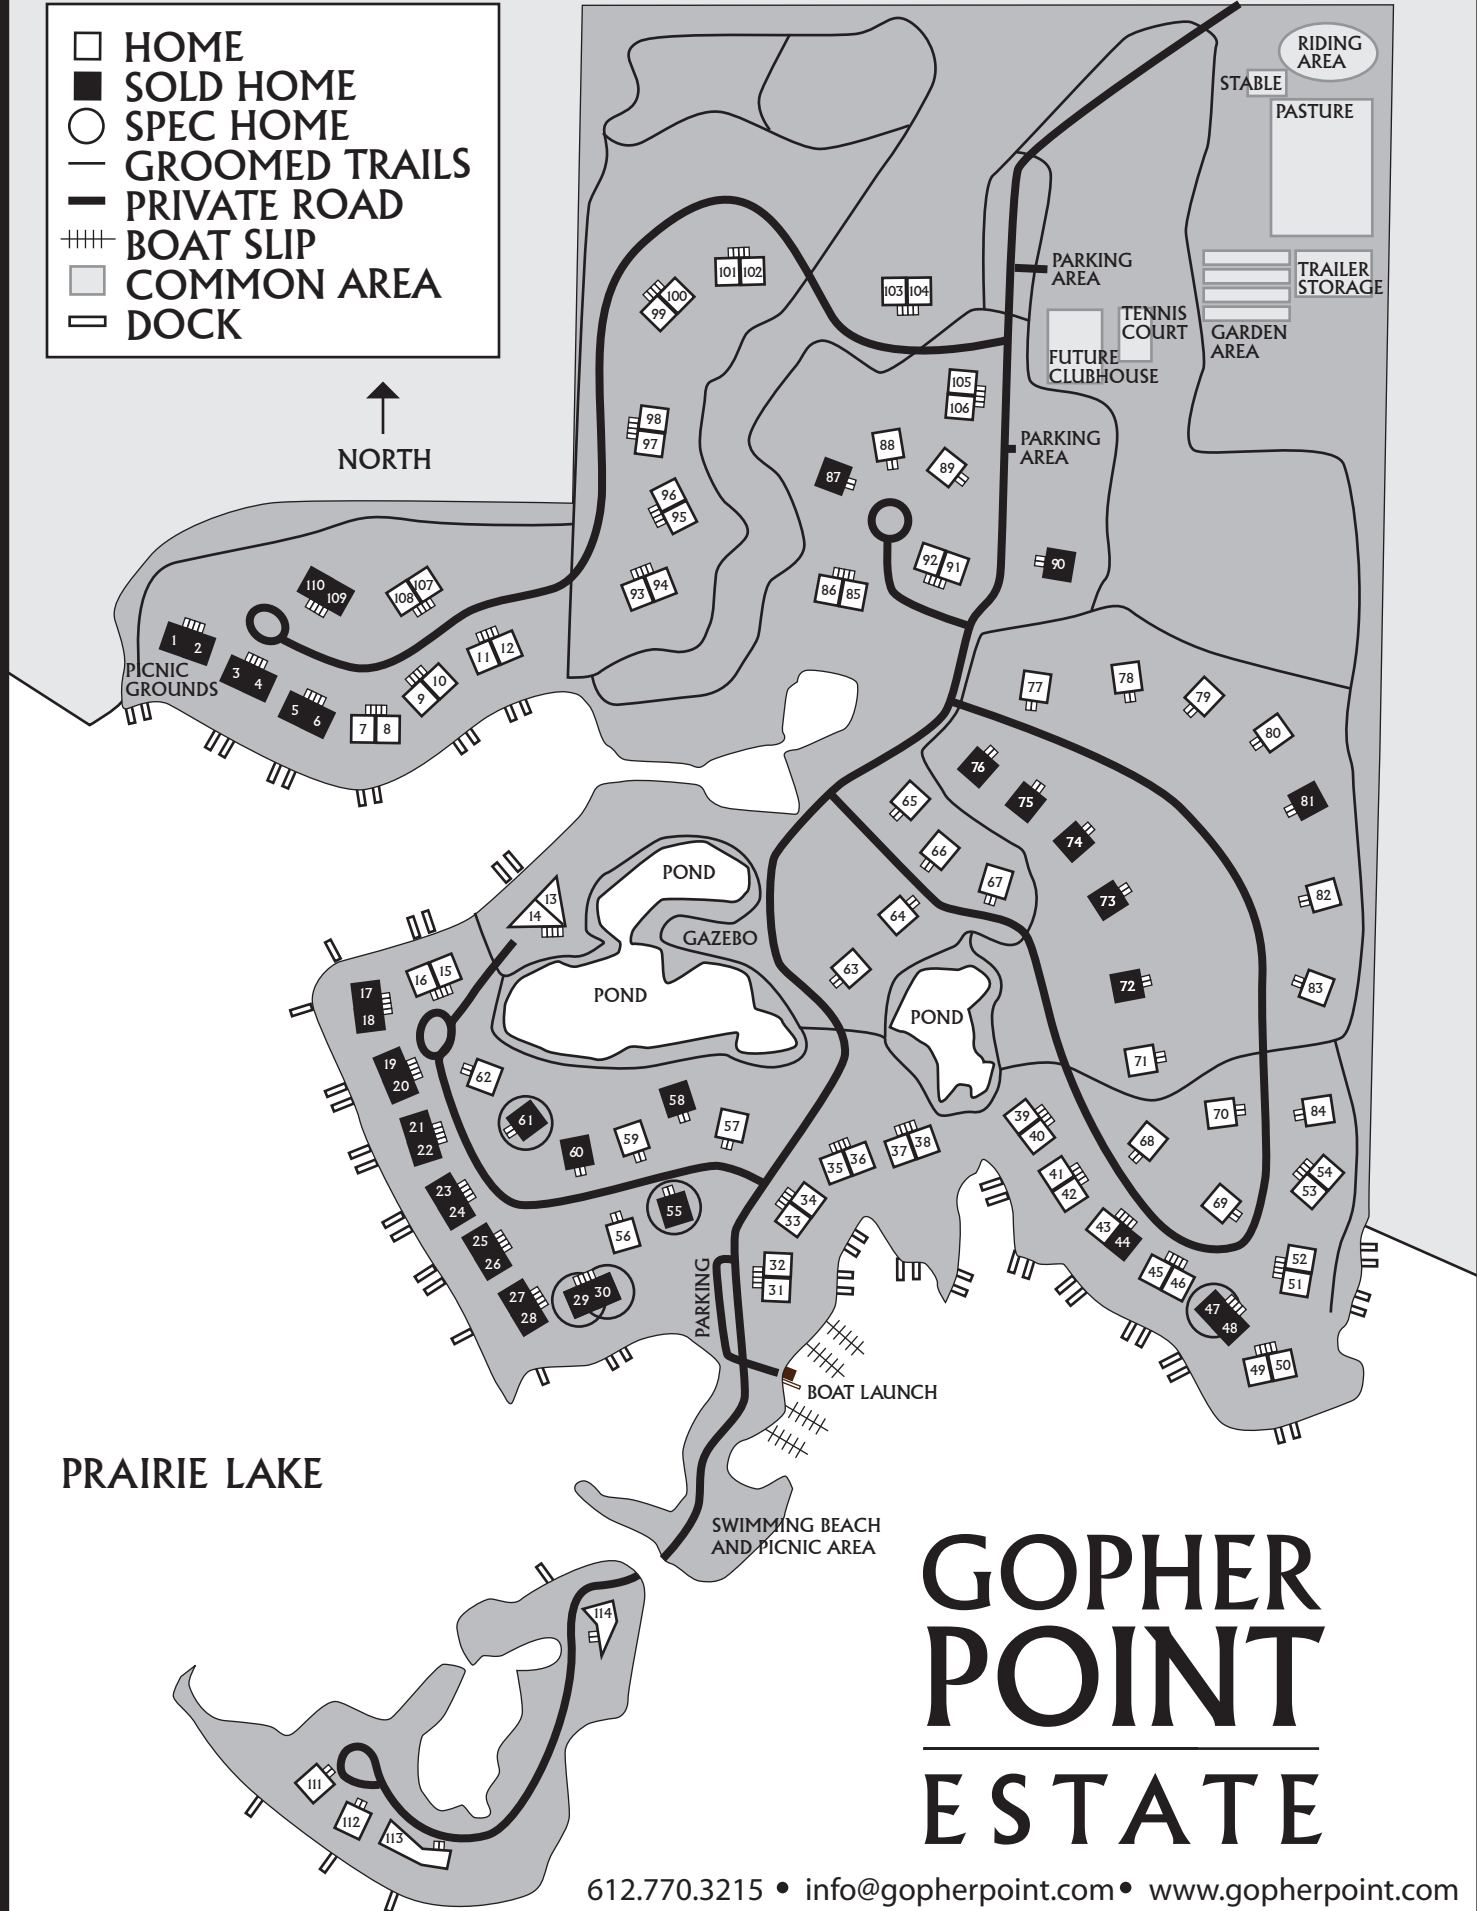 HOME
SOLD HOME
SPEC HOME
GROOMED TRAILS
PRIVATE ROAD
BOAT SLIP
COMMON AREA
DOCK
NORTH
RIDING
AREA
STABLE
PASTURE
TRAILER
STORAGE
GARDEN
AREA
PARKING
AREA
TENNIS
COURT
FUTURE
CLUBHOUSE
PARKING
AREA
101 102
100
99
103 104
105
106
98
97
96
95
93 94
88
89
87
92 91
90
86 85
110
109
107
108
1 2
3 4
5 6
7 8
9 10
11 12
PICNIC
GROUNDS
77
78
79
80
81
82
83
84
76
75
74
73
72
71
70
69
68
65
66
67
64
63
POND
GAZEBO
POND
POND
13
14
16 15
17
18
19
20
21
22
23
24
25
26
27
28
29 30
62
61
60
59
58
57
56
55
35 36
37 38
34
33
32
31
39
40
41
42
43
44
45
46
47
48
49 50
52
51
54
53
PARKING
BOAT LAUNCH
PRAIRIE LAKE
SWIMMING BEACH
AND PICNIC AREA
114
111
112
113
GOPHER
POINT
ESTATE
612.770.3215 • info@gopherpoint.com • www.gopherpoint.com